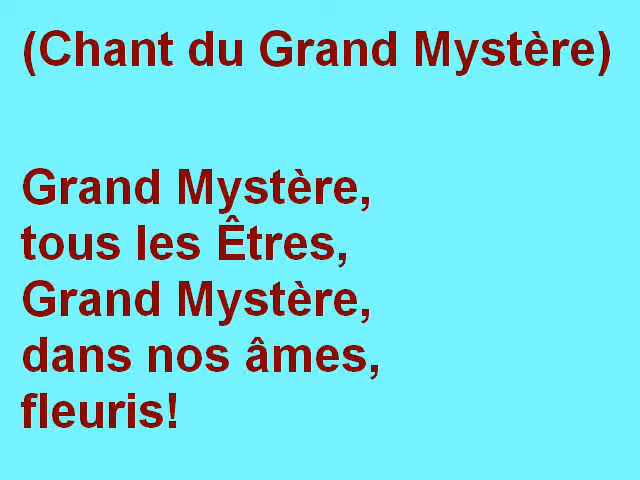 (Chant du Grand Mystère)
Grand Mystère,
tous les Êtres,
Grand Mystère,
dans nos âmes,
fleuris!